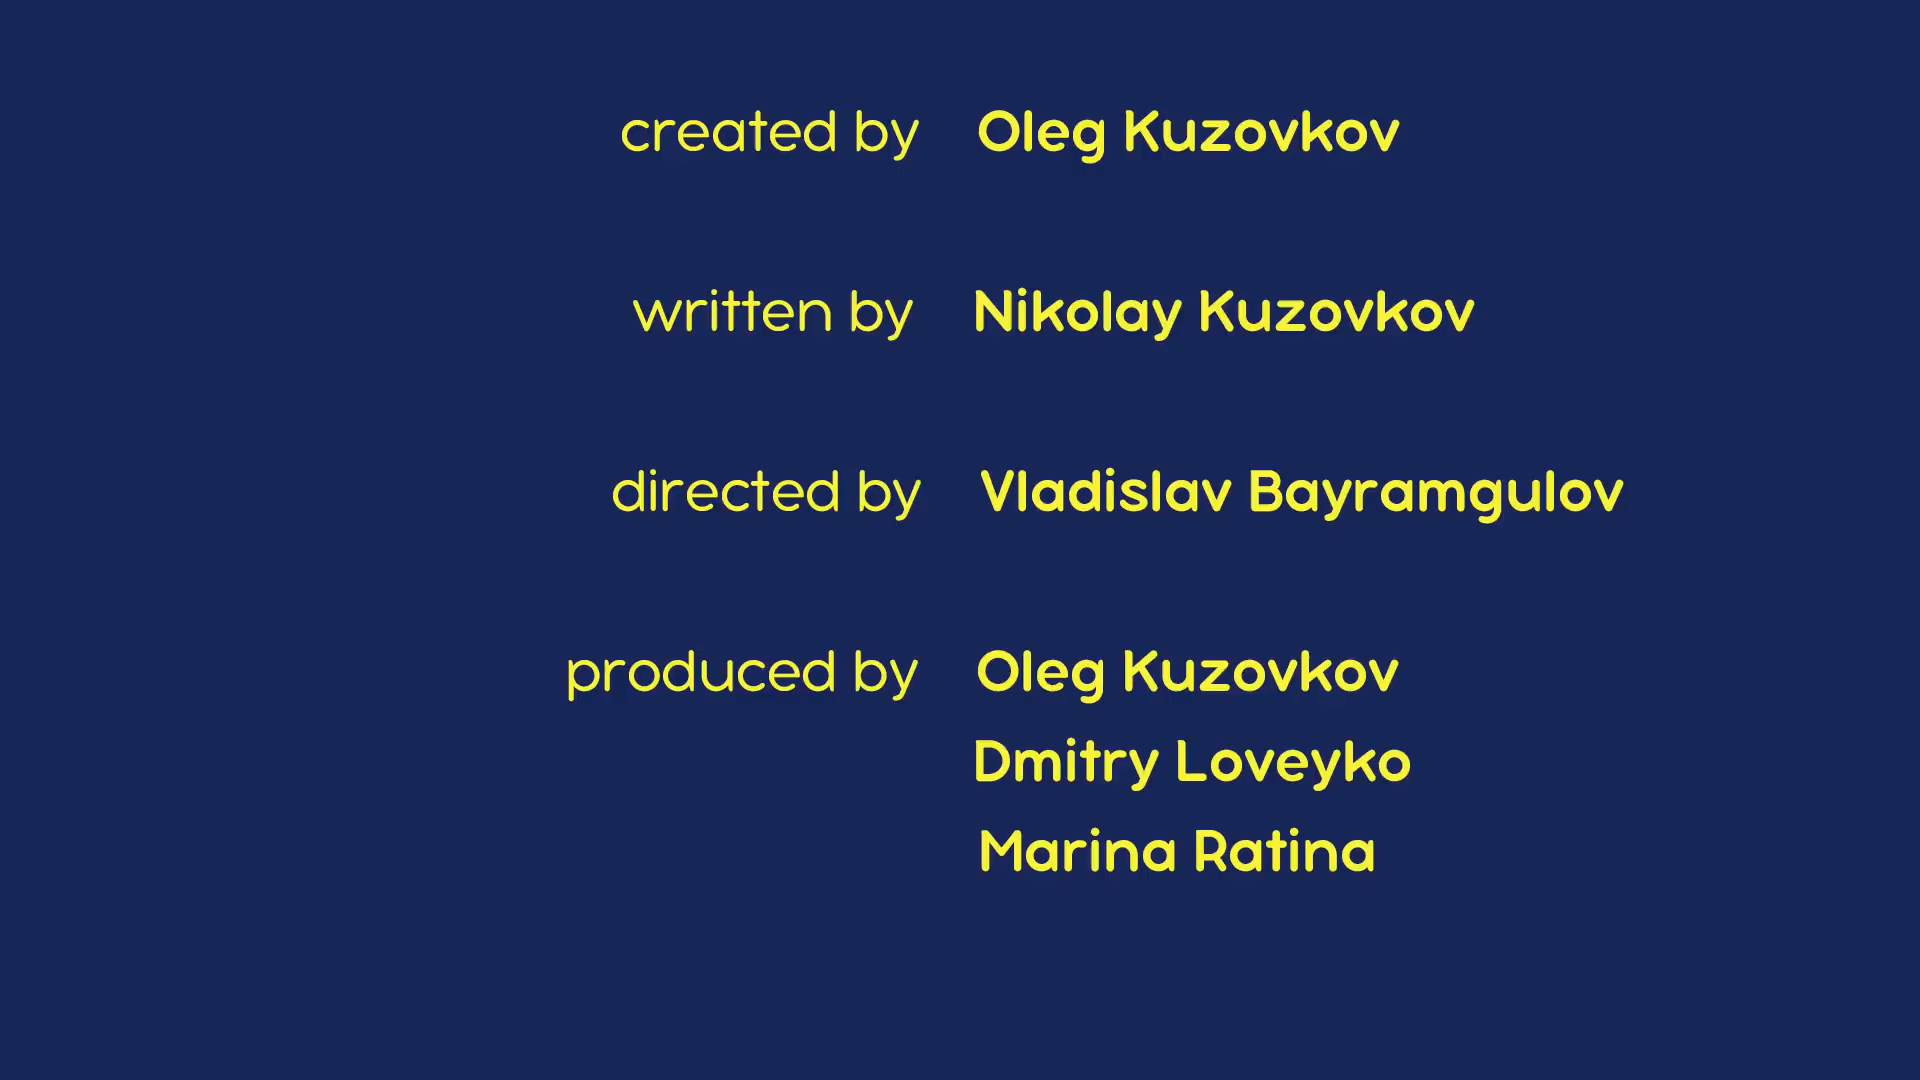 created by Oleg Kuzovkov
written by Nikolay Kuzovkov
directed by Vladislav Bayramgulov
produced by Oleg Kuzovkov
Dmitry Loveyko
Marina Ratina